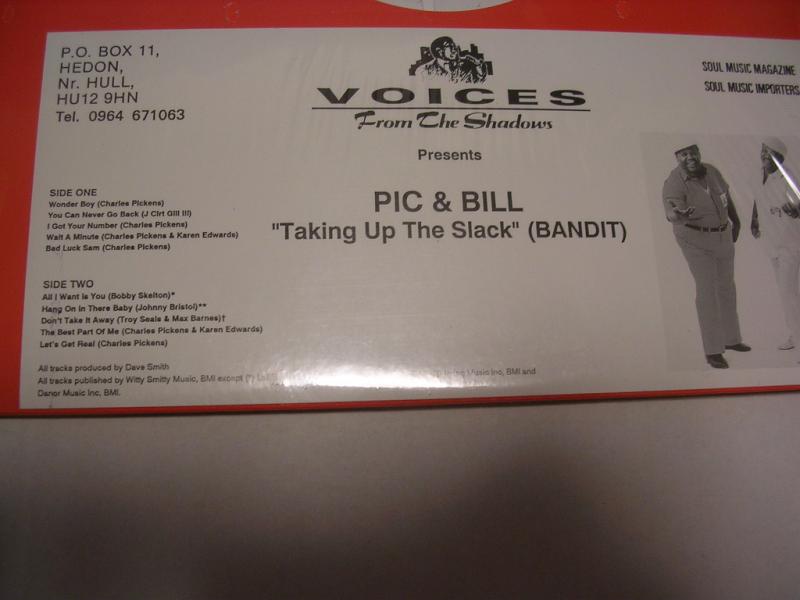 P.O. BOX 11,
HEDON,
Nr. HULL,
HU12 9HN
Tel. 0964 671063
VOICES
From The Shadows
Presents
SOUL MUSIC MAGAZINE
SOUL MUSIC IMPORTERS
PIC & BILL
"Taking Up The Slack" (BANDIT)
SIDE ONE
Wonder Boy (Charles Pickens)
You Can Never Go Back (J Clrt Gill III)
I Got Your Number (Charles Pickens)
Wait A Minute (Charles Pickens & Karen Edwards)
Bad Luck Sam (Charles Pickens)
SIDE TWO
All I Want is You (Bobby Skelton)*
Hang On In There Baby (Johnny Bristol)**
Don't Take It Away (Troy Seals & Max Barnes)†
The Best Part Of Me (Charles Pickens & Karen Edwards)
Let's Get Real (Charles Pickens)
All tracks produced by Dave Smith
All tracks published by Witty Smitty Music, BMI except (*) Music Inc, BMI and
Danor Music Inc, BMI.